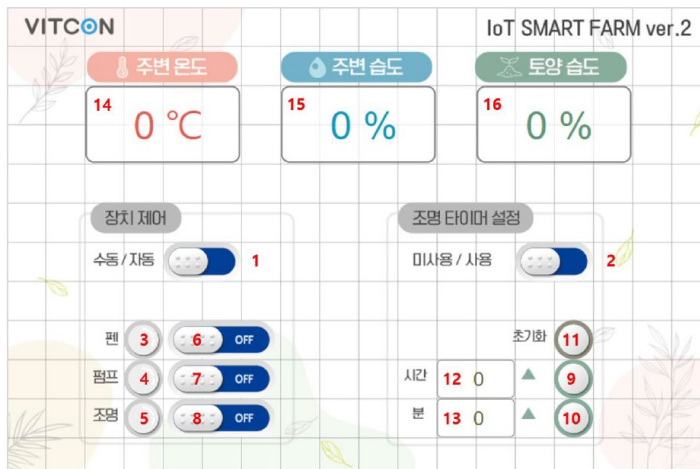 VITCON
IoT SMART FARM ver.2
주변 온도
주변 습도
토양 습도
14
0 ℃
15
0 %
16
0 %
장치 제어
조명 타이머 설정
수동 / 자동
1
미사용 / 사용
2
펜
3
6
OFF
초기화
11
펌프
4
7
OFF
시간
12
0
9
조명
5
8
OFF
분
13
0
10